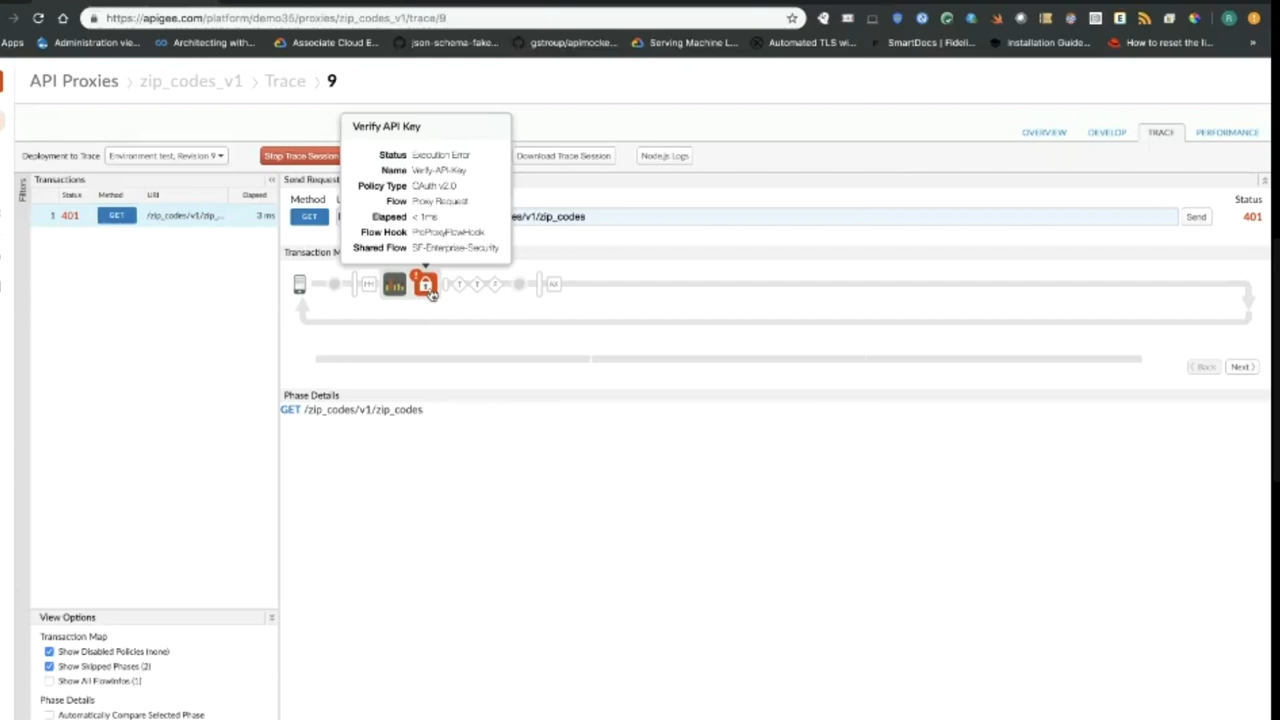 https://apigee.com/platform/demo35/proxies/zip_codes_v1/trace/9
Apps Administration vie... Architecting with... Associate Cloud E... json-schema-fake... gstroup/apimocke... Serving Machine L... Automated TLS wi... SmartDocs | Fideli... Installation Guide... How to reset the li... »
API Proxies > zip_codes_v1 > Trace > 9
Verify API Key
OVERVIEW DEVELOP TRACE PERFORMANCE
Deployment to Trace Environment test, Revision 9 Stop Trace Session Download Trace Session Node.js Logs
Status Execution Error
Name Verify-API-Key
Policy Type OAuth v2.0
Flow Proxy Request
Elapsed < 1ms
Flow Hook PreProxyFlowHook
Shared Flow SF-Enterprise-Security
Filters
Transactions
Status Method URI Elapsed
1 401 GET /zip_codes/v1/zip_... 3 ms
Send Request
Method
Status
GET es/v1/zip_codes Send 401
Transaction M
Back Next
Phase Details
GET /zip_codes/v1/zip_codes
View Options
Transaction Map
Show Disabled Policies (none)
Show Skipped Phases (2)
Show All FlowInfos (1)
Phase Details
Automatically Compare Selected Phase